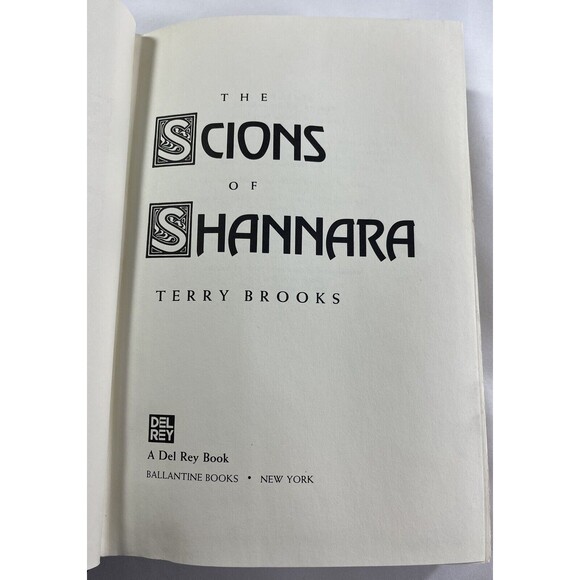 THE
SCIONS
OF
SHANNARA
TERRY BROOKS
DEL
REY
A Del Rey Book
BALLANTINE BOOKS • NEW YORK